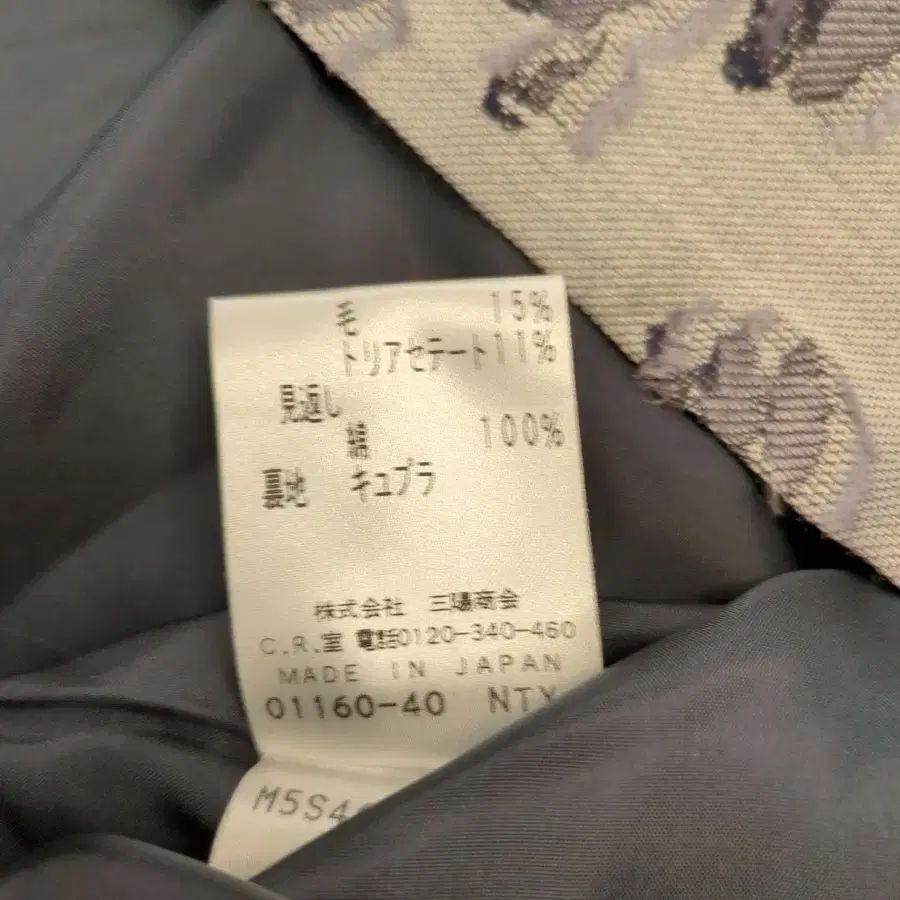 毛 15%
トリアセテート11%
見返し
綿 100%
裏地 キュプラ
株式会社 三陽商会
C.R.室 電話0120-340-460
MADE IN JAPAN
01160-40 NTY
M5S4